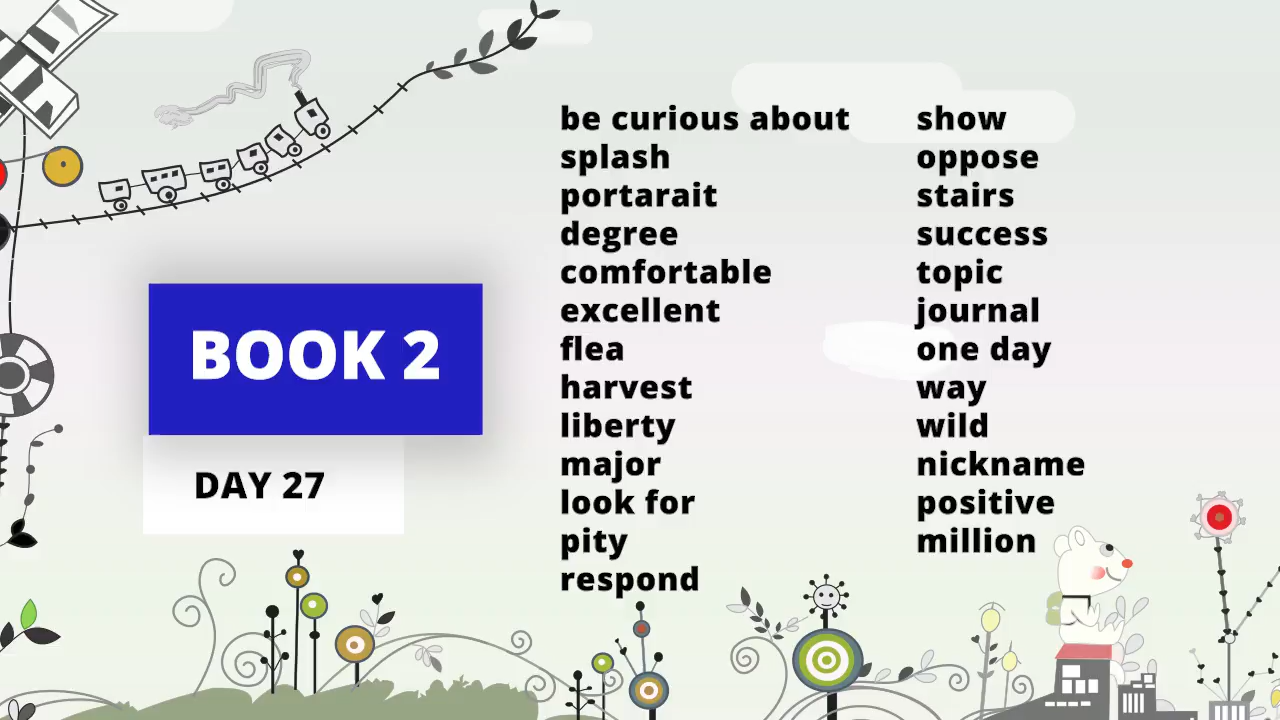 BOOK 2
DAY 27
be curious about
splash
portarait
degree
comfortable
excellent
flea
harvest
liberty
major
look for
pity
respond
show
oppose
stairs
success
topic
journal
one day
way
wild
nickname
positive
million